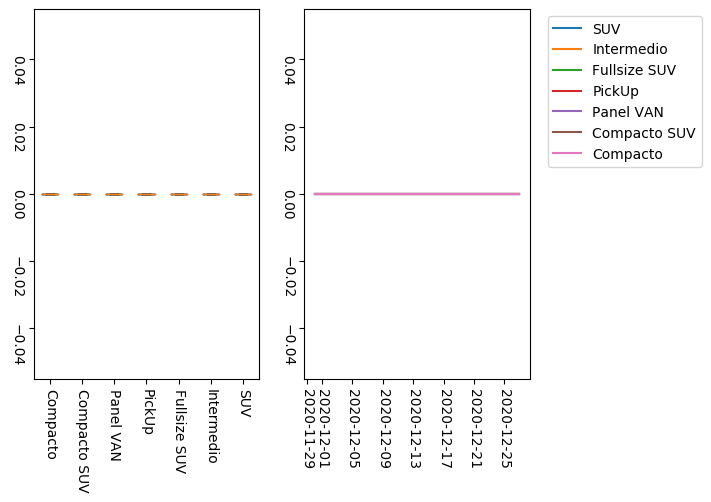 0.04
0.02
0.00
−0.02
−0.04
Compacto
Compacto SUV
Panel VAN
PickUp
Fullsize SUV
Intermedio
SUV
0.04
0.02
0.00
−0.02
−0.04
2020-11-29
2020-12-01
2020-12-05
2020-12-09
2020-12-13
2020-12-17
2020-12-21
2020-12-25
SUV
Intermedio
Fullsize SUV
PickUp
Panel VAN
Compacto SUV
Compacto